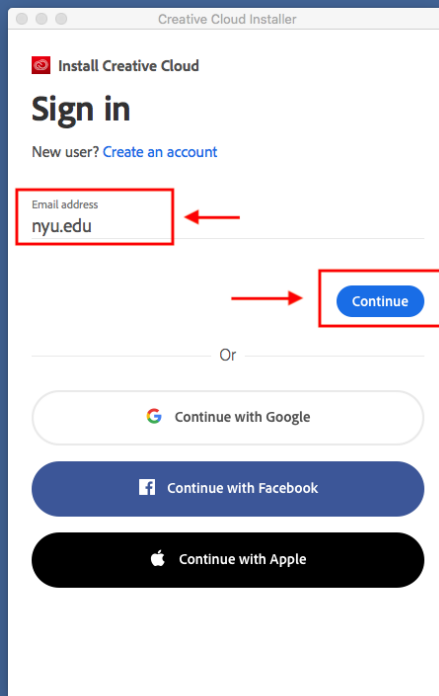 Creative Cloud Installer
Install Creative Cloud
Sign in
New user? Create an account
Email address
nyu.edu
Continue
Or
Continue with Google
Continue with Facebook
Continue with Apple